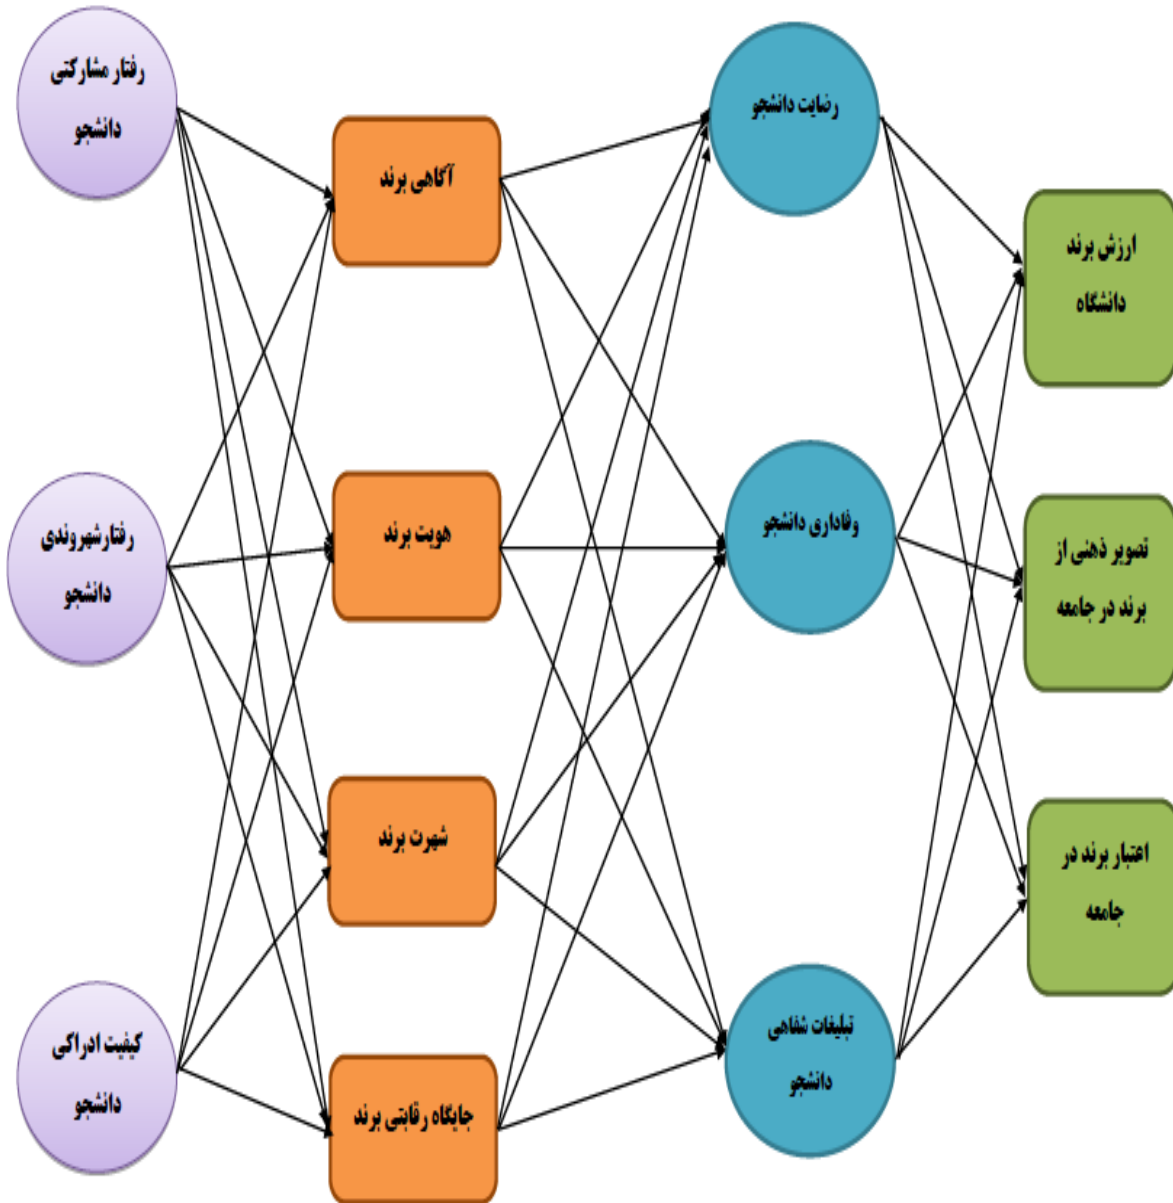 رفتار مشارکتی
دانشجو
رفتارشهروندی
دانشجو
کیفیت ادراکی
دانشجو
آگاهی برند
هویت برند
شهرت برند
جایگاه رقابتی برند
رضایت دانشجو
وفاداری دانشجو
تبلیغات شفاهی
دانشجو
ارزش برند
دانشگاه
تصویر ذهنی از
برند در جامعه
اعتبار برند در
جامعه